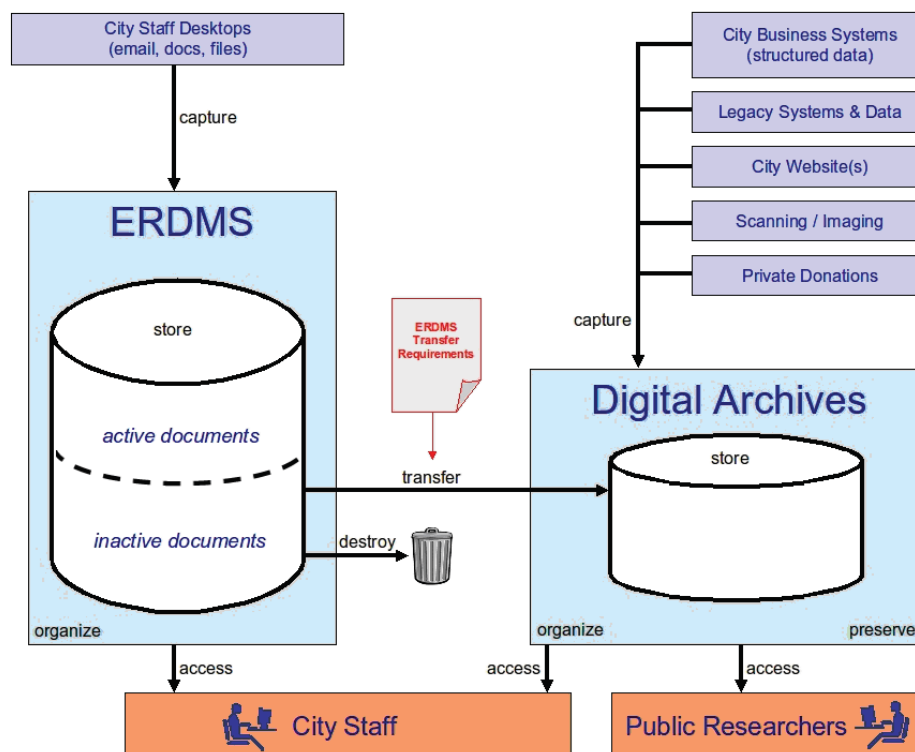 City Staff Desktops
(email, docs, files)
capture
ERDMS
store
active documents
inactive documents
organize
ERDMS
Transfer
Requirements
transfer
destroy
City Business Systems
(structured data)
Legacy Systems & Data
City Website(s)
Scanning / Imaging
Private Donations
capture
Digital Archives
store
organize
preserve
access
access
access
City Staff
Public Researchers